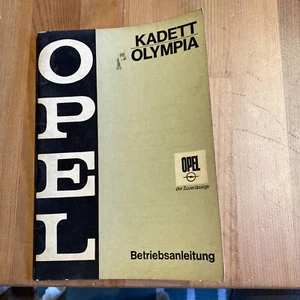 OPEL
KADETT
OLYMPIA
OPEL
der Zuverlässige
Betriebsanleitung